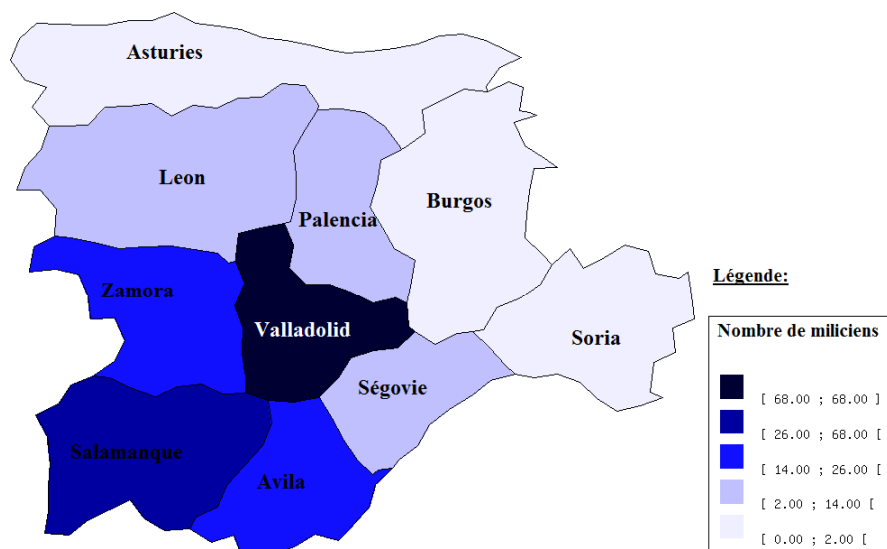 Asturies
Leon
Palencia
Burgos
Zamora
Valladolid
Soria
Ségovie
Salamanque
Avila
Légende:
Nombre de miliciens
[ 68.00 ; 68.00 ]
[ 26.00 ; 68.00 [
[ 14.00 ; 26.00 [
[ 2.00 ; 14.00 [
[ 0.00 ; 2.00 [